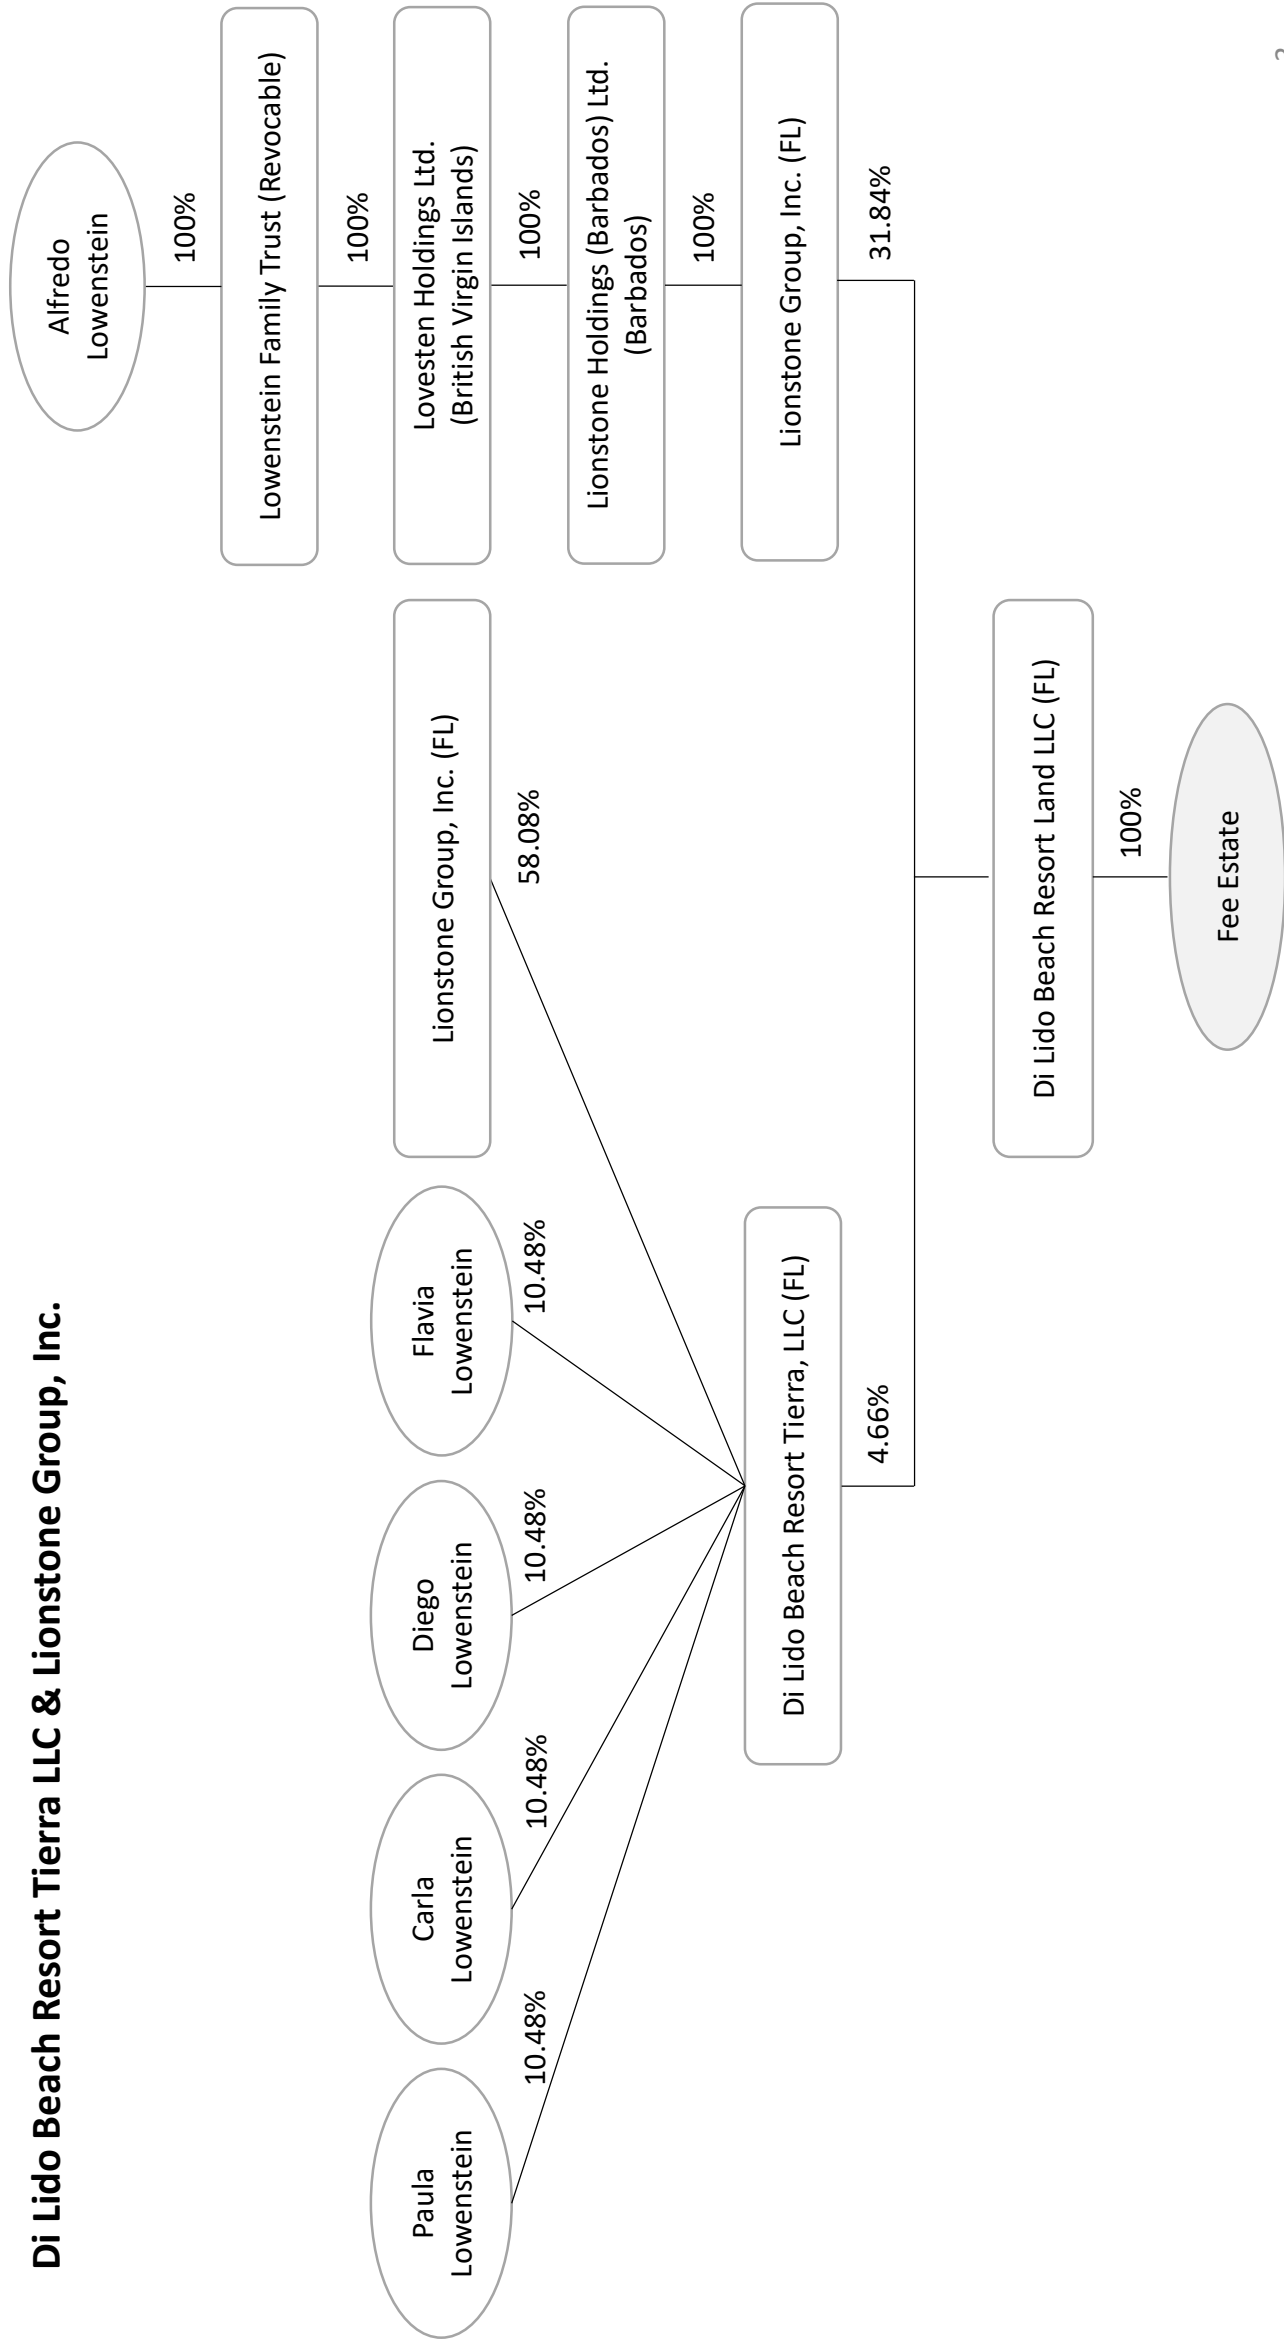 Di Lido Beach Resort Tierra LLC & Lionstone Group, Inc.
Alfredo
Lowenstein
100%
Lowenstein Family Trust (Revocable)
100%
Paula
Lowenstein
Carla
Lowenstein
Diego
Lowenstein
Flavia
Lowenstein
Lionstone Group, Inc. (FL)
Lovesten Holdings Ltd.
(British Virgin Islands)
10.48%
10.48%
10.48%
10.48%
58.08%
100%
Lionstone Holdings (Barbados) Ltd.
(Barbados)
100%
Di Lido Beach Resort Tierra, LLC (FL)
Lionstone Group, Inc. (FL)
4.66%
31.84%
Di Lido Beach Resort Land LLC (FL)
100%
Fee Estate